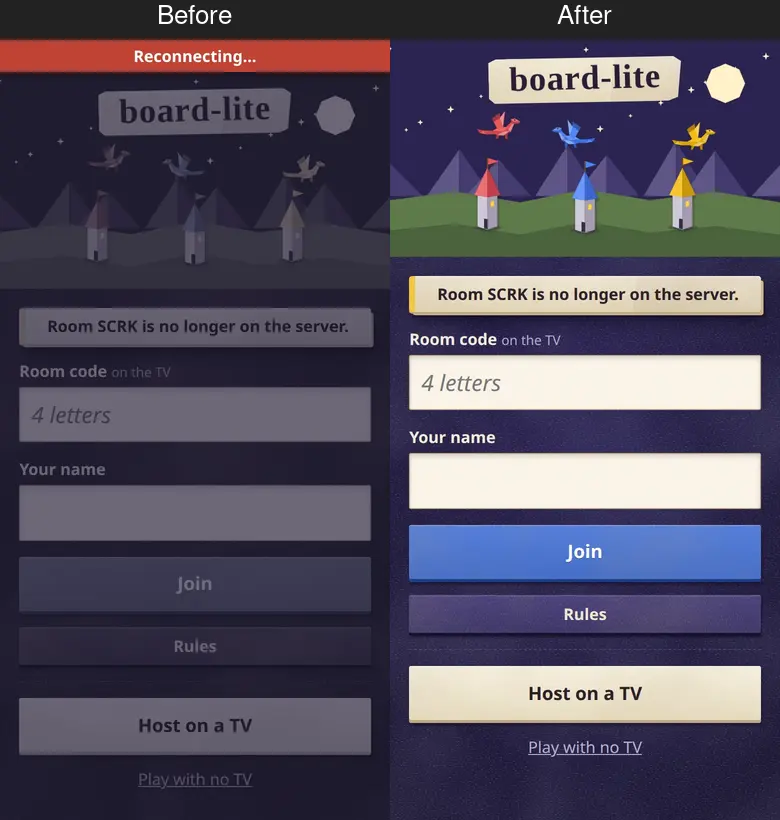 Before
Reconnecting...
board-lite
Room SCRK is no longer on the server.
Room code on the TV
4 letters
Your name
Join
Rules
Host on a TV
Play with no TV
After
board-lite
Room SCRK is no longer on the server.
Room code on the TV
4 letters
Your name
Join
Rules
Host on a TV
Play with no TV